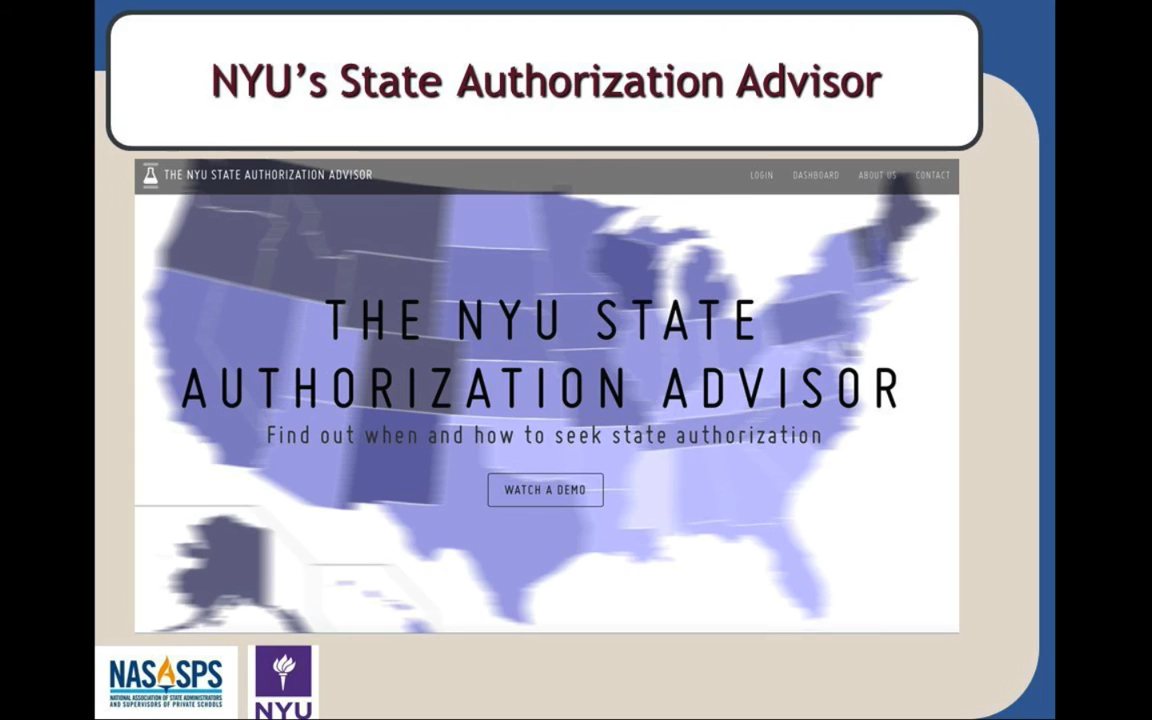 NYU's State Authorization Advisor
THE NYU STATE AUTHORIZATION ADVISOR
LOGIN DASHBOARD ABOUT US CONTACT
THE NYU STATE
AUTHORIZATION ADVISOR
Find out when and how to seek state authorization
WATCH A DEMO
NASASPS
NATIONAL ASSOCIATION OF STATE ADMINISTRATORS
AND SUPERVISORS OF PRIVATE SCHOOLS
NYU